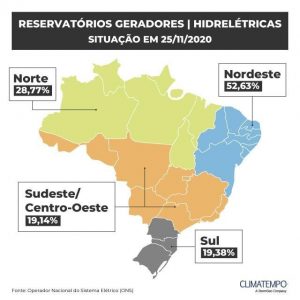 RESERVATÓRIOS GERADORES | HIDRELÉTRICAS
SITUAÇÃO EM 25/11/2020
Norte
28,77%
Nordeste
52,63%
Sudeste/
Centro-Oeste
19,14%
Sul
19,38%
Fonte: Operador Nacional do Sistema Elétrico (ONS)
CLIMATEMPO
A StormGeo Company